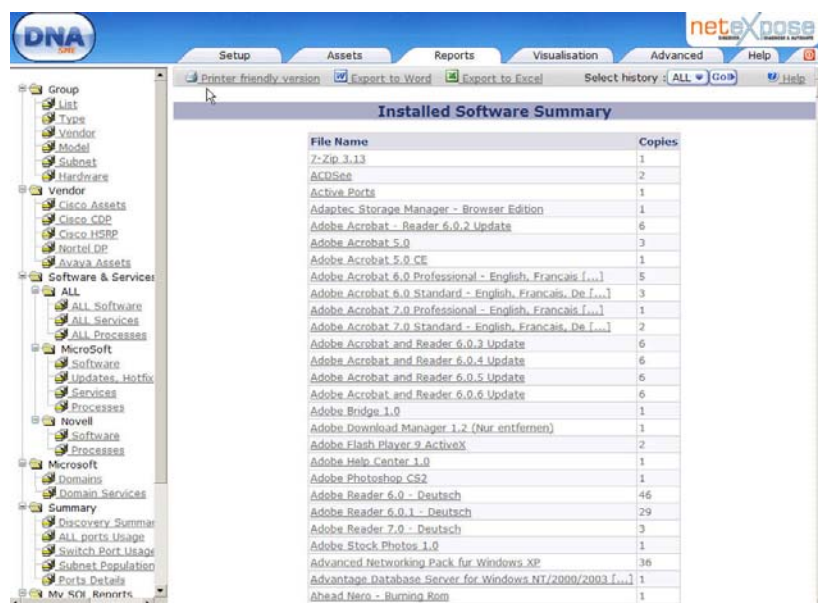 DNA
SME
netexpose
DISCOVER, DIAGNOSE & AUTOMATE
Setup
Assets
Reports
Visualisation
Advanced
Help
Printer friendly version
Export to Word
Export to Excel
Select history :
ALL
Go!
Help
Group
List
Type
Vendor
Model
Subnet
Hardware
Vendor
Cisco Assets
Cisco CDP
Cisco HSRP
Nortel DP
Avaya Assets
Software & Services
ALL
ALL Software
ALL Services
ALL Processes
MicroSoft
Software
Updates, Hotfix
Services
Processes
Novell
Software
Processes
Microsoft
Domains
Domain Services
Summary
Discovery Summar
ALL ports Usage
Switch Port Usage
Subnet Population
Ports Details
My SQL Reports
Installed Software Summary
File Name Copies
7-Zip 3.13 1
ACDSee 2
Active Ports 1
Adaptec Storage Manager - Browser Edition 1
Adobe Acrobat - Reader 6.0.2 Update 6
Adobe Acrobat 5.0 3
Adobe Acrobat 5.0 CE 1
Adobe Acrobat 6.0 Professional - English, Francais [...] 5
Adobe Acrobat 6.0 Standard - English, Francais, De [...] 3
Adobe Acrobat 7.0 Professional - English, Francais [...] 1
Adobe Acrobat 7.0 Standard - English, Francais, De [...] 2
Adobe Acrobat and Reader 6.0.3 Update 6
Adobe Acrobat and Reader 6.0.4 Update 6
Adobe Acrobat and Reader 6.0.5 Update 6
Adobe Acrobat and Reader 6.0.6 Update 6
Adobe Bridge 1.0 1
Adobe Download Manager 1.2 (Nur entfernen) 1
Adobe Flash Player 9 ActiveX 2
Adobe Help Center 1.0 1
Adobe Photoshop CS2 1
Adobe Reader 6.0 - Deutsch 46
Adobe Reader 6.0.1 - Deutsch 29
Adobe Reader 7.0 - Deutsch 3
Adobe Stock Photos 1.0 1
Advanced Networking Pack fur Windows XP 36
Advantage Database Server for Windows NT/2000/2003 [...] 1
Ahead Nero - Burning Rom 1